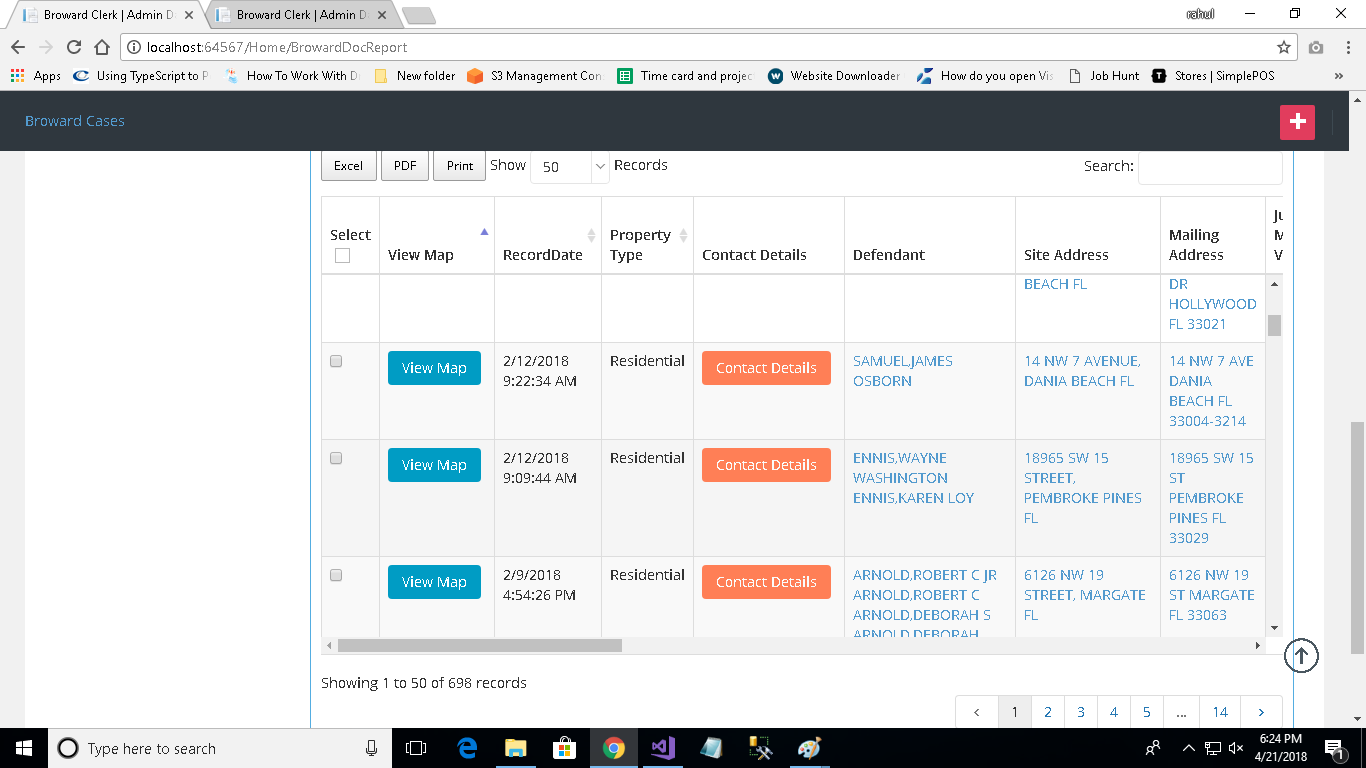 Broward Clerk | Admin D
Broward Clerk | Admin D
rahul
localhost:64567/Home/BrowardDocReport
Apps
Using TypeScript to P
How To Work With Di
New folder
S3 Management Con
Time card and projec
Website Downloader
How do you open Vis
Job Hunt
Stores | SimplePOS
»
Broward Cases
+
Excel PDF Print Show 50 Records Search:
Select
View Map
RecordDate
Property
Type
Contact Details
Defendant
Site Address
Mailing
Address
BEACH FL
DR
HOLLYWOOD
FL 33021
View Map
2/12/2018
9:22:34 AM
Residential
Contact Details
SAMUEL,JAMES
OSBORN
14 NW 7 AVENUE,
DANIA BEACH FL
14 NW 7 AVE
DANIA
BEACH FL
33004-3214
View Map
2/12/2018
9:09:44 AM
Residential
Contact Details
ENNIS,WAYNE
WASHINGTON
ENNIS,KAREN LOY
18965 SW 15
STREET,
PEMBROKE PINES
FL
18965 SW 15
ST
PEMBROKE
PINES FL
33029
View Map
2/9/2018
4:54:26 PM
Residential
Contact Details
ARNOLD,ROBERT C JR
ARNOLD,ROBERT C
ARNOLD,DEBORAH S
ARNOLD,DEBORAH
6126 NW 19
STREET, MARGATE
FL
6126 NW 19
ST MARGATE
FL 33063
Showing 1 to 50 of 698 records
‹ 1 2 3 4 5 ... 14 ›
Type here to search
6:24 PM
4/21/2018
1